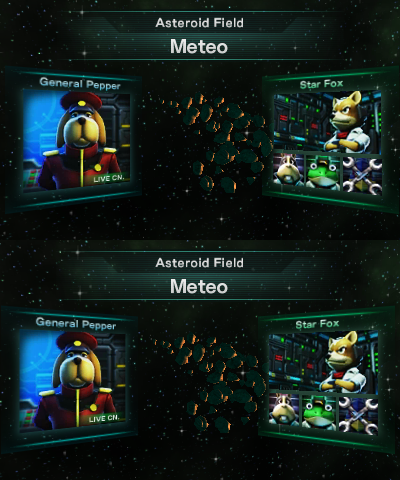 Asteroid Field
Meteo
General Pepper
Star Fox
LIVE CN.
Asteroid Field
Meteo
General Pepper
Star Fox
LIVE CN.